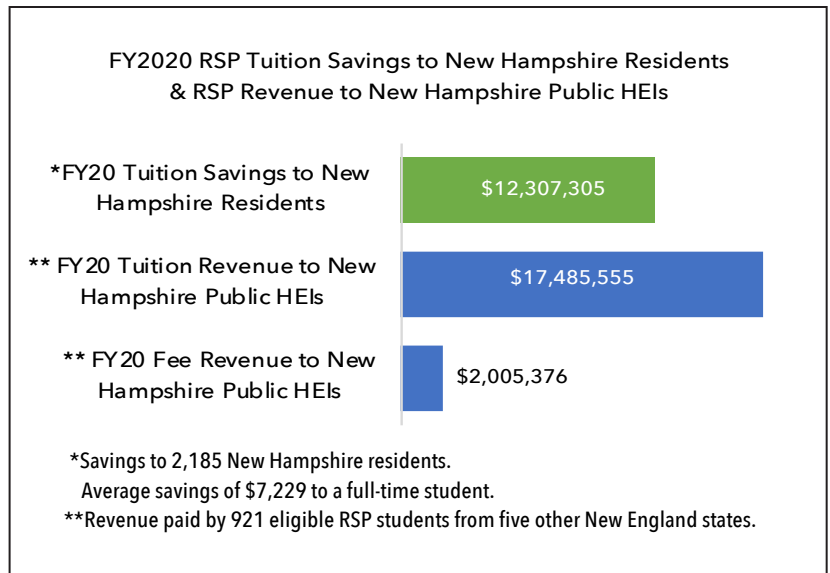 FY2020 RSP Tuition Savings to New Hampshire Residents
& RSP Revenue to New Hampshire Public HEIs
*FY20 Tuition Savings to New
Hampshire Residents
$12,307,305
** FY20 Tuition Revenue to New
Hampshire Public HEIs
$17,485,555
** FY20 Fee Revenue to New
Hampshire Public HEIs
$2,005,376
*Savings to 2,185 New Hampshire residents.
Average savings of $7,229 to a full-time student.
**Revenue paid by 921 eligible RSP students from five other New England states.